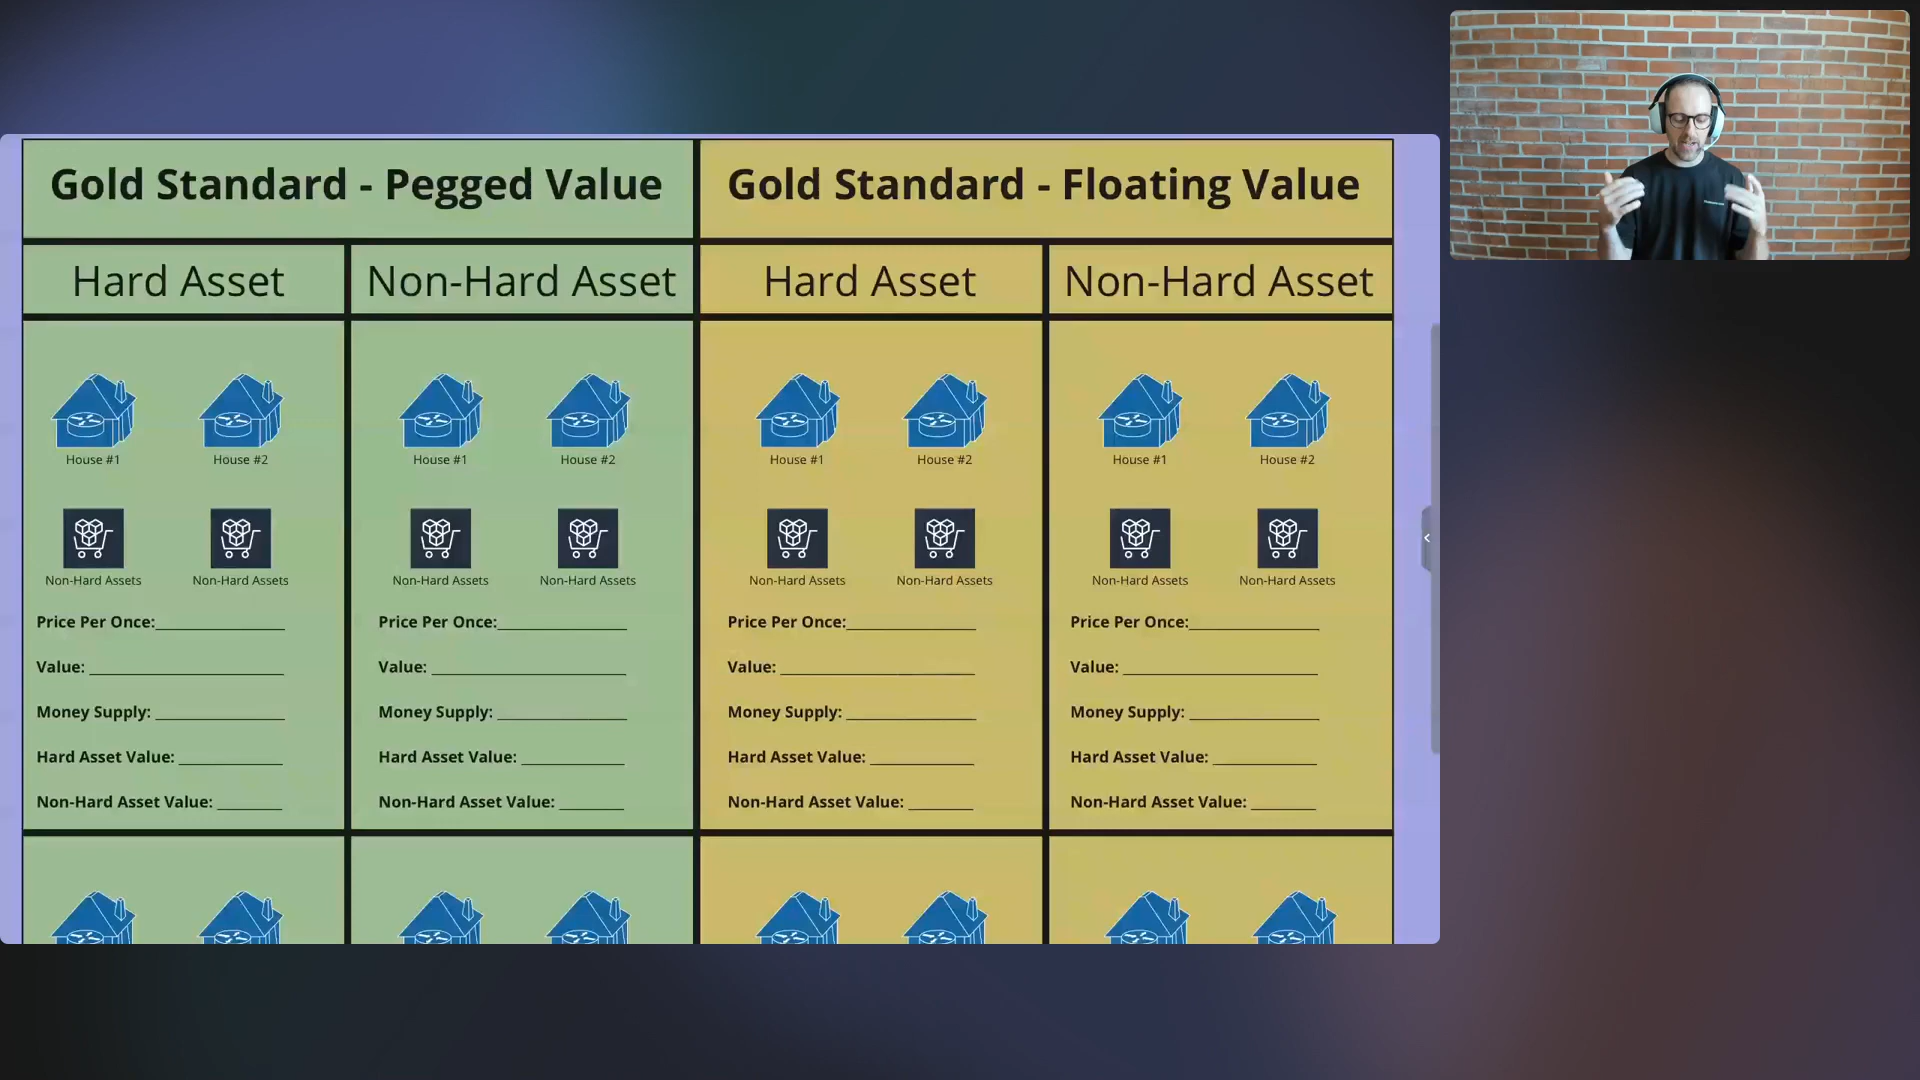 Gold Standard - Pegged Value
Gold Standard - Floating Value
Hard Asset
Non-Hard Asset
Hard Asset
Non-Hard Asset
House #1
House #2
House #1
House #2
House #1
House #2
House #1
House #2
Non-Hard Assets
Non-Hard Assets
Non-Hard Assets
Non-Hard Assets
Non-Hard Assets
Non-Hard Assets
Non-Hard Assets
Non-Hard Assets
Price Per Once:
Price Per Once:
Price Per Once:
Price Per Once:
Value:
Value:
Value:
Value:
Money Supply:
Money Supply:
Money Supply:
Money Supply:
Hard Asset Value:
Hard Asset Value:
Hard Asset Value:
Hard Asset Value:
Non-Hard Asset Value:
Non-Hard Asset Value:
Non-Hard Asset Value:
Non-Hard Asset Value: